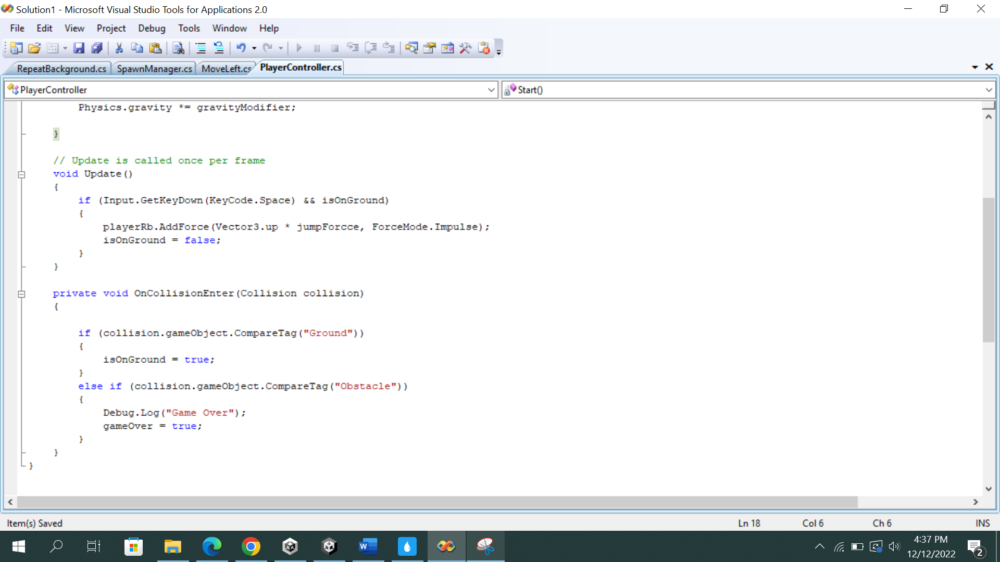 Solution1 - Microsoft Visual Studio Tools for Applications 2.0
File Edit View Project Debug Tools Window Help
RepeatBackground.cs SpawnManager.cs MoveLeft.cs PlayerController.cs
PlayerController Start()
Physics.gravity *= gravityModifier;
}
// Update is called once per frame
void Update()
{
if (Input.GetKeyDown(KeyCode.Space) && isOnGround)
{
playerRb.AddForce(Vector3.up * jumpForcce, ForceMode.Impulse);
isOnGround = false;
}
}
private void OnCollisionEnter(Collision collision)
{
if (collision.gameObject.CompareTag("Ground"))
{
isOnGround = true;
}
else if (collision.gameObject.CompareTag("Obstacle"))
{
Debug.Log("Game Over");
gameOver = true;
}
}
}
Item(s) Saved Ln 18 Col 6 Ch 6 INS
W
4:37 PM
12/12/2022
2